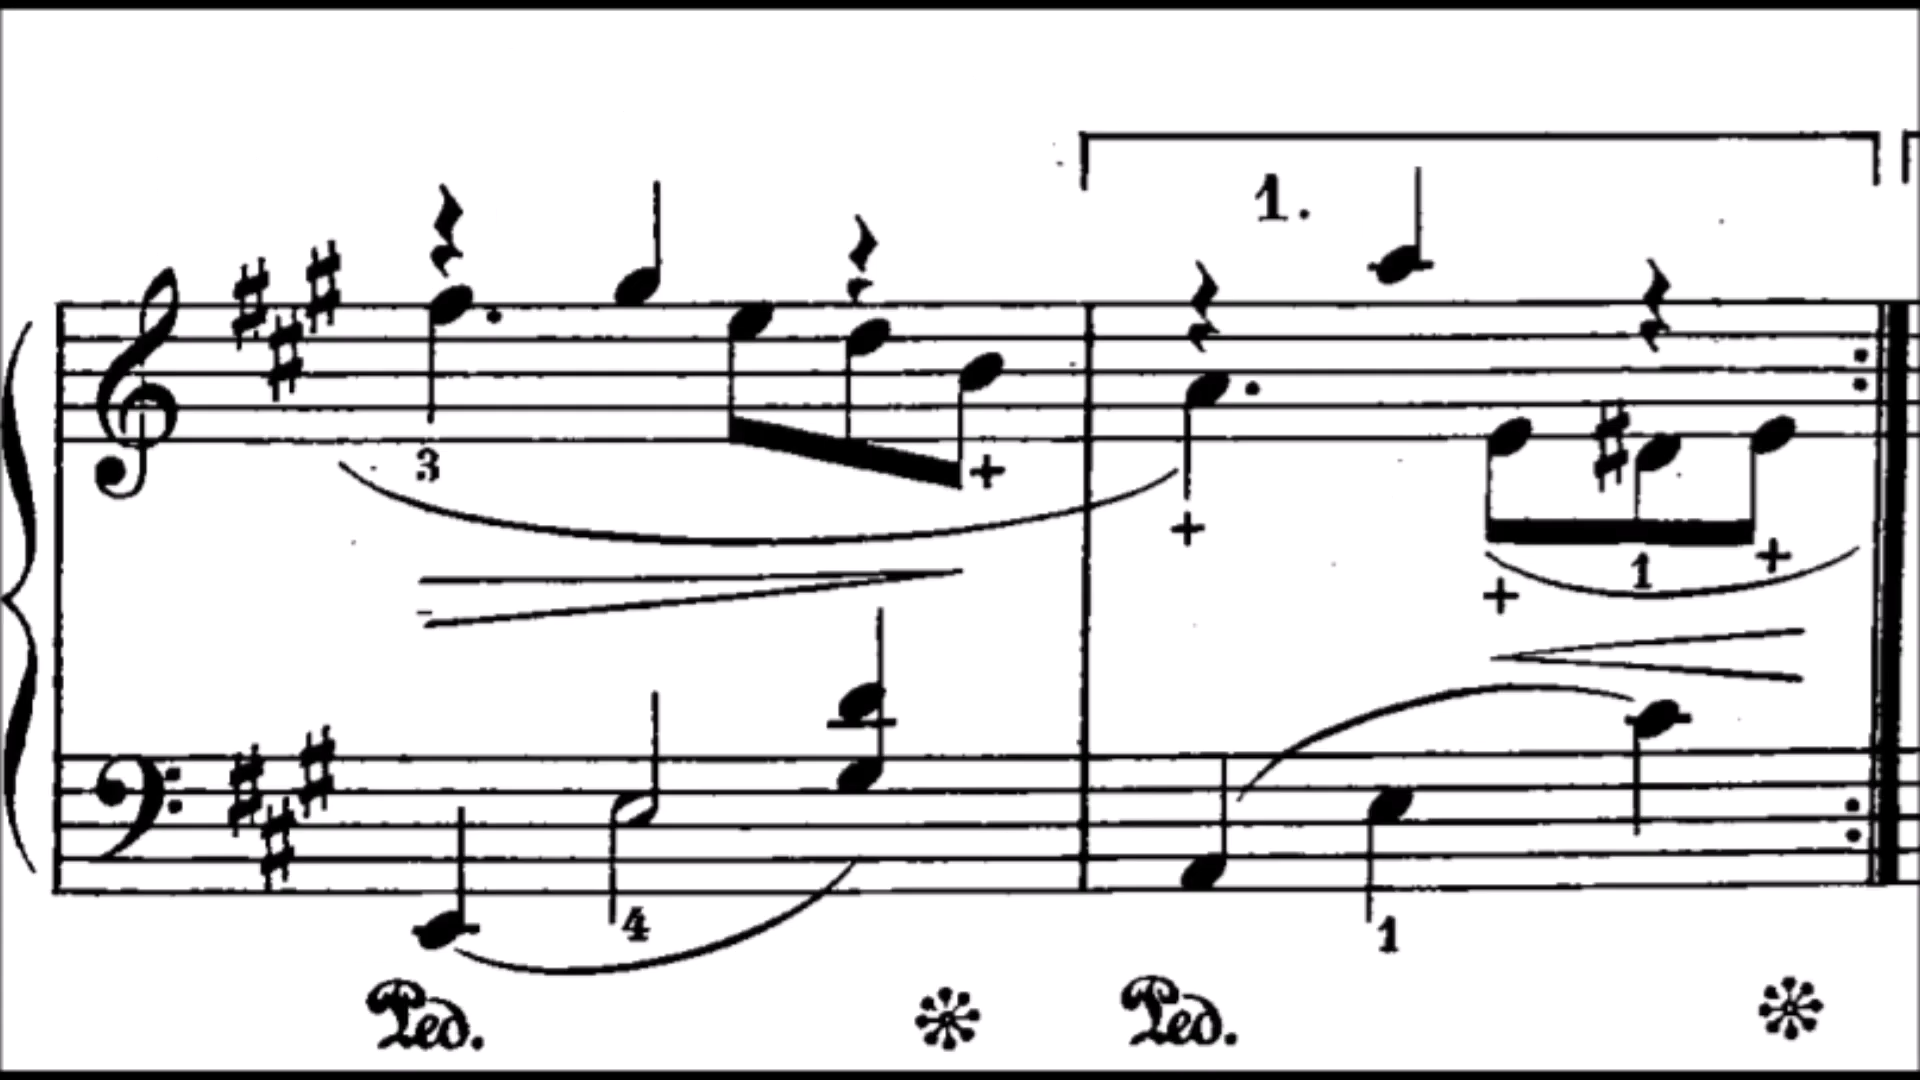 1.
3 + + + 1 +
4 1
Ped. Ped.